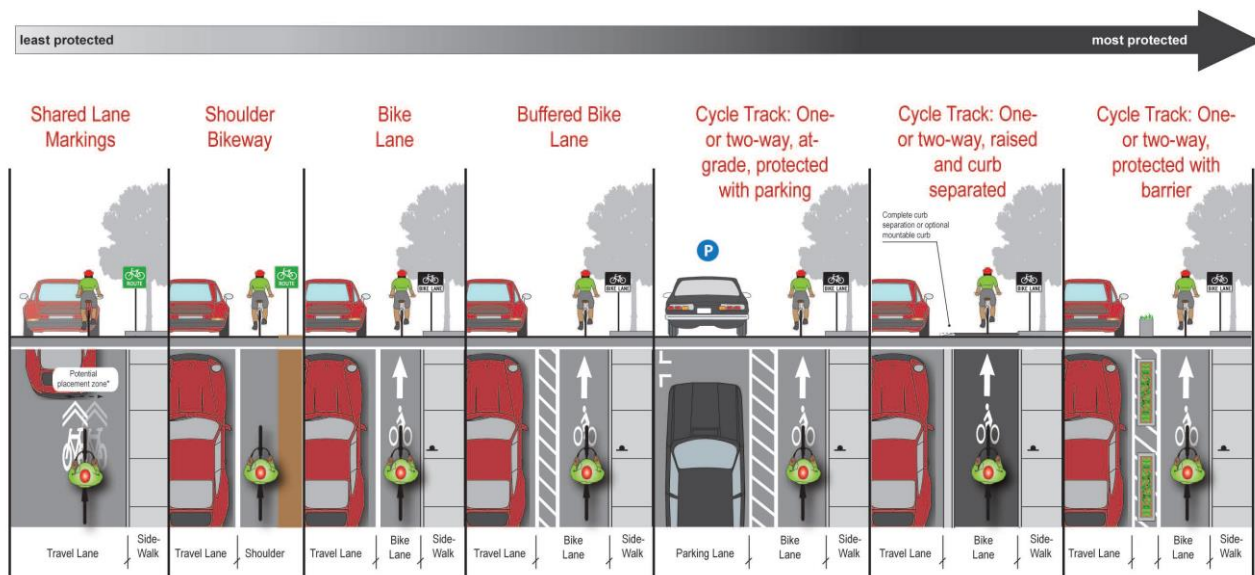 least protected
most protected
Shared Lane
Markings
Shoulder
Bikeway
Bike
Lane
Buffered Bike
Lane
Cycle Track: One-
or two-way, at-
grade, protected
with parking
Cycle Track: One-
or two-way, raised
and curb
separated
Cycle Track: One-
or two-way,
protected with
barrier
Complete curb
separation or optional
mountable curb
P
ROUTE
ROUTE
BIKE LANE
BIKE LANE
BIKE LANE
BIKE LANE
BIKE LANE
Potential
placement zone*
Travel Lane
Side-
Walk
Travel Lane
Shoulder
Travel Lane
Bike
Lane
Side-
Walk
Travel Lane
Bike
Lane
Side-
Walk
Parking Lane
Bike
Lane
Side-
Walk
Travel Lane
Bike
Lane
Side-
Walk
Travel Lane
Bike
Lane
Side-
Walk